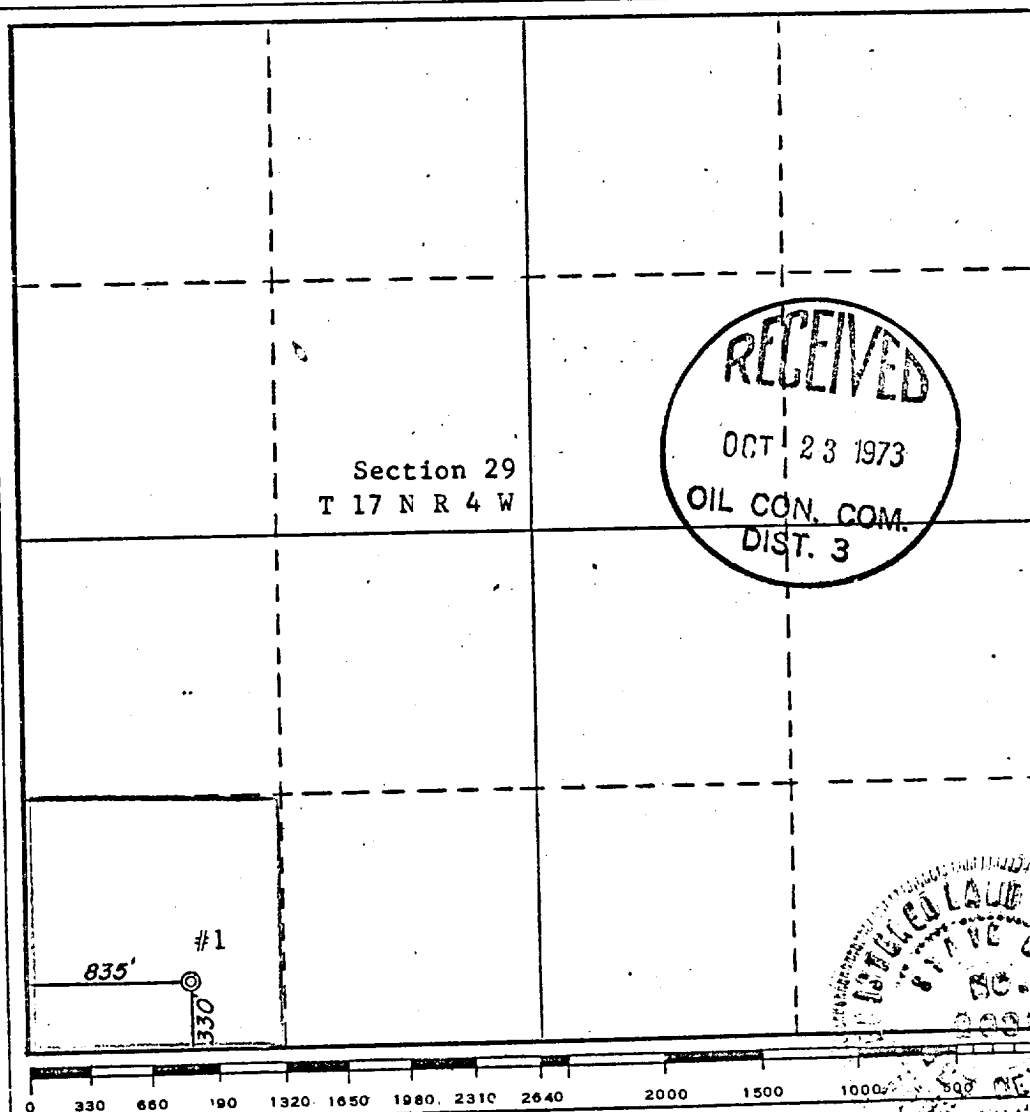 RECEIVED
OCT 23 1973
OIL CON. COM.
DIST. 3
Section 29
T 17 N R 4 W
#1
835'
330'
0 330 660 190 1320 1650 1980 2310 2640 2000 1500 1000 500